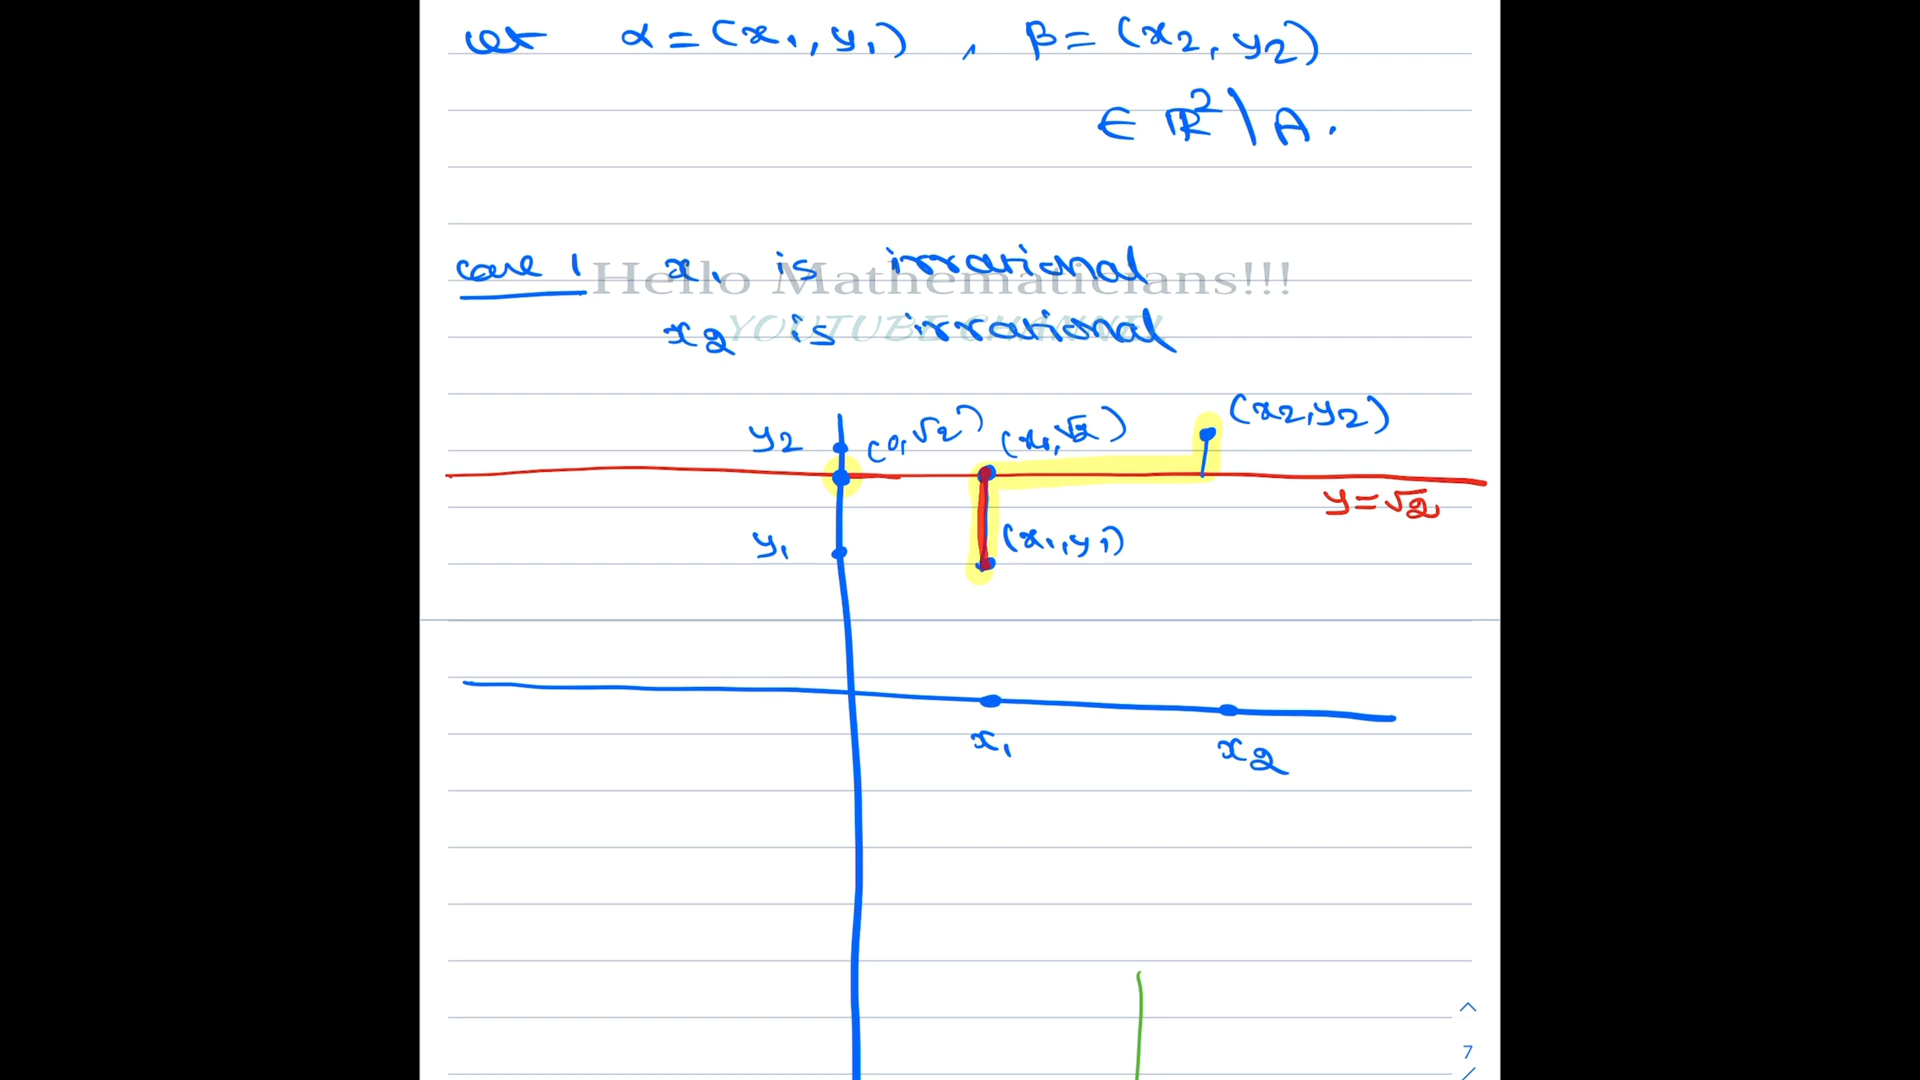 let α = (x₁, y₁) , β = (x₂, y₂)
∈ ℝ² \ A .
case 1 x₁ is irrational
Hello Mathematicians!!!
x₂ is irrational
YOUTUBE CHANNEL
y₂ (0, √2) (x₁, √2) (x₂, y₂)
y = √2
y₁ (x₁, y₁)
x₁ x₂
7